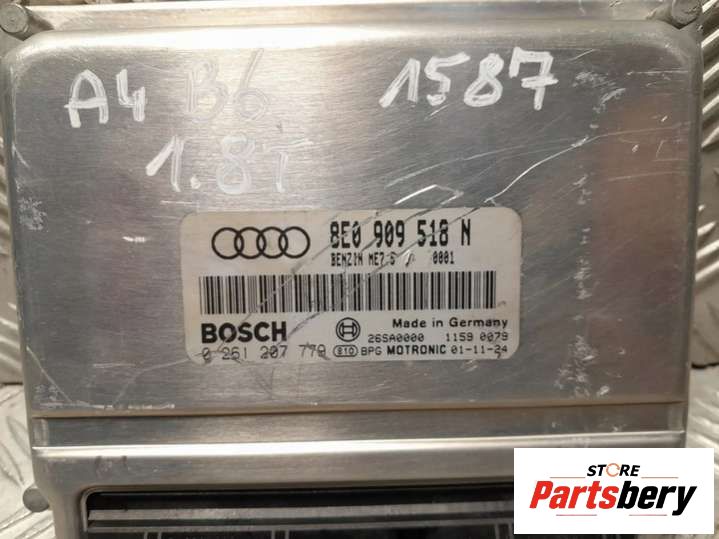 A4 B6 1587
1.8T
8E0 909 518 N
BENZIN ME7.5 0001
BOSCH Made in Germany
26SA0000 1159 0079
0 261 207 779 BPG MOTRONIC 01-11-24
STORE
Partsbery